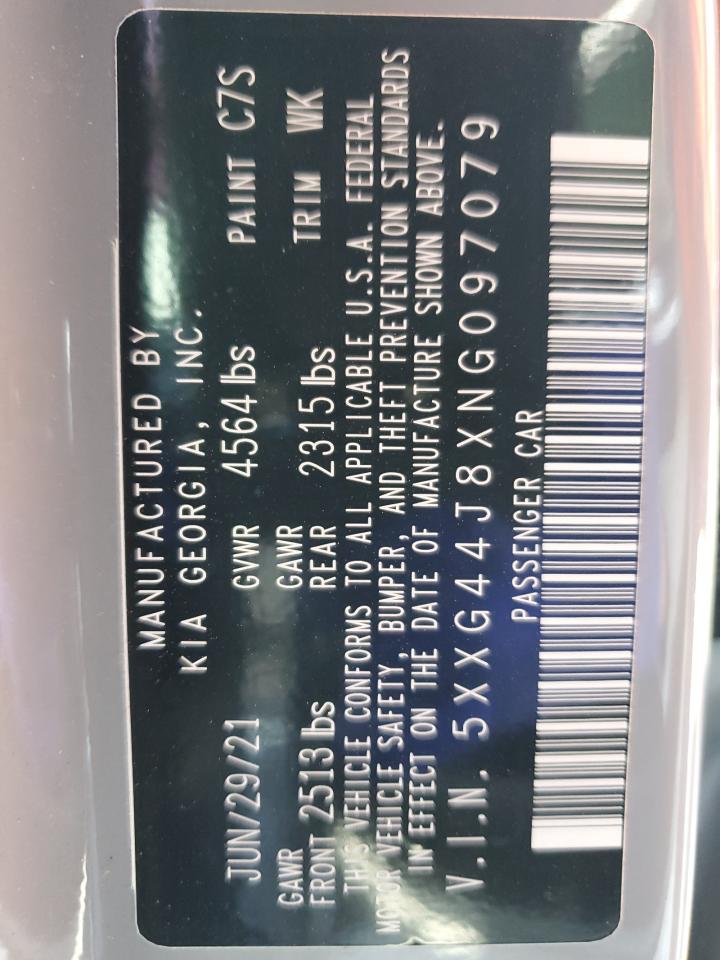 MANUFACTURED BY
KIA GEORGIA, INC.
JUN/29/21 GVWR 4564 lbs PAINT C7S
GAWR FRONT 2513 lbs GAWR REAR 2315 lbs TRIM WK
THIS VEHICLE CONFORMS TO ALL APPLICABLE U.S.A. FEDERAL
MOTOR VEHICLE SAFETY, BUMPER, AND THEFT PREVENTION STANDARDS
IN EFFECT ON THE DATE OF MANUFACTURE SHOWN ABOVE.
V.I.N. 5XXG44J8XNG097079
PASSENGER CAR